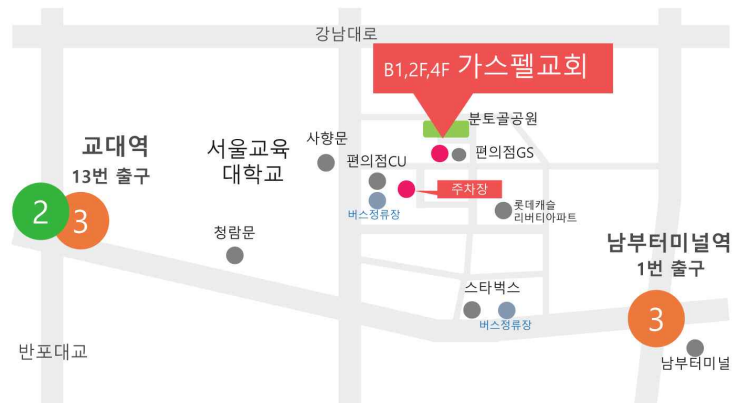 강남대로
B1,2F,4F 가스펠교회
분토골공원
교대역
13번 출구
서울교육
대학교
사향문
편의점CU
편의점GS
주차장
2
3
버스정류장
롯데캐슬
리버티아파트
청람문
남부터미널역
1번 출구
스타벅스
버스정류장
3
반포대교
남부터미널